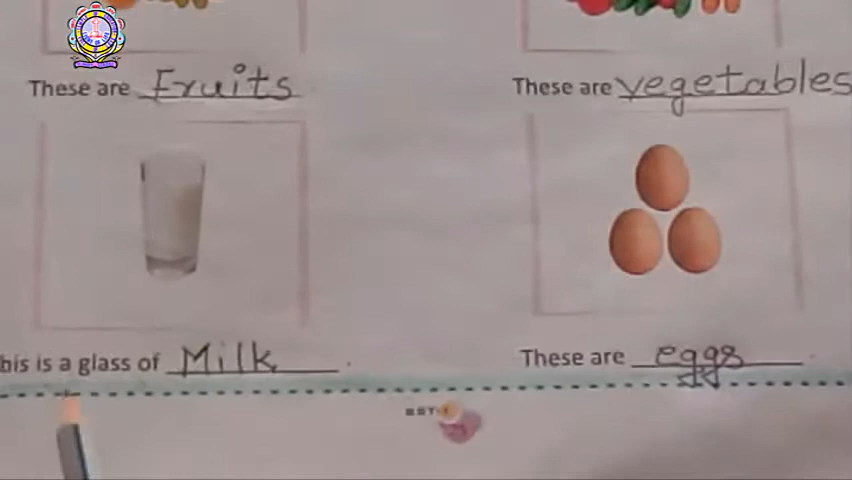 These are Fruits
These are vegetables
his is a glass of Milk.
These are eggs.